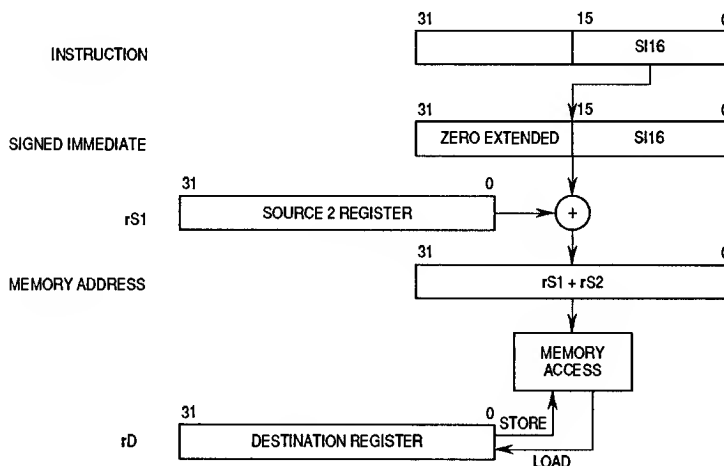 31 15 0
INSTRUCTION SI16
31 15 0
SIGNED IMMEDIATE ZERO EXTENDED SI16
31 0
rS1 SOURCE 2 REGISTER +
31
MEMORY ADDRESS rS1 + rS2
MEMORY
ACCESS
31 0 STORE
rD DESTINATION REGISTER
LOAD